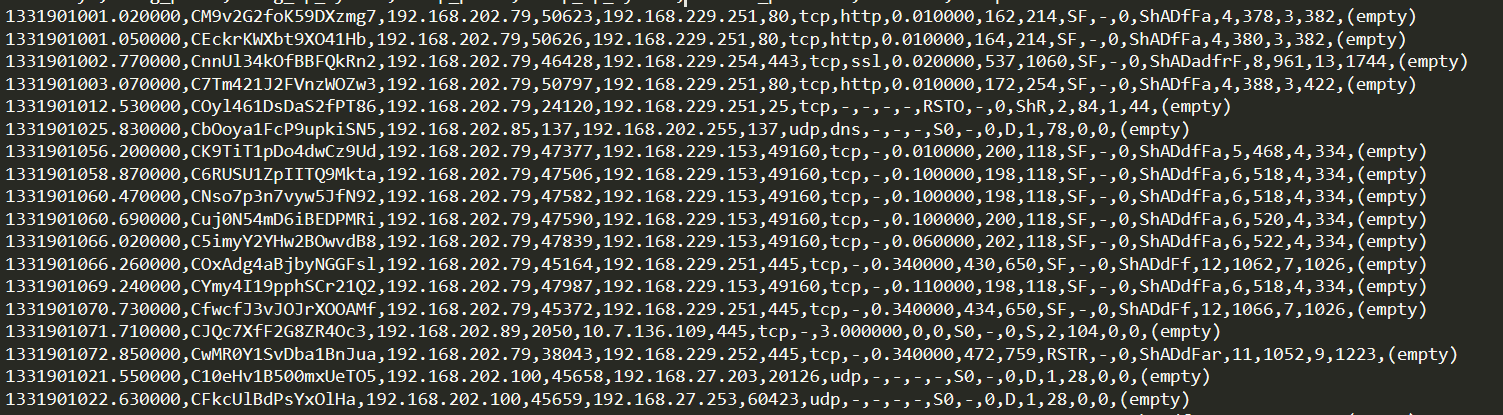 1331901001.020000,CM9v2G2foK59DXzmg7,192.168.202.79,50623,192.168.229.251,80,tcp,http,0.010000,162,214,SF,-,0,ShADfFa,4,378,3,382,(empty)
1331901001.050000,CEckrKWXbt9XO41Hb,192.168.202.79,50626,192.168.229.251,80,tcp,http,0.010000,164,214,SF,-,0,ShADfFa,4,380,3,382,(empty)
1331901002.770000,CnnUl34kOfBBFQkRn2,192.168.202.79,46428,192.168.229.254,443,tcp,ssl,0.020000,537,1060,SF,-,0,ShADadfrF,8,961,13,1744,(empty)
1331901003.070000,C7Tm421J2FVnzWOZw3,192.168.202.79,50797,192.168.229.251,80,tcp,http,0.010000,172,254,SF,-,0,ShADfFa,4,388,3,422,(empty)
1331901012.530000,COyl461DsDaS2fPT86,192.168.202.79,24120,192.168.229.251,25,tcp,-,-,-,-,RSTO,-,0,ShR,2,84,1,44,(empty)
1331901025.830000,CbOoya1FcP9upkiSN5,192.168.202.85,137,192.168.202.255,137,udp,dns,-,-,-,S0,-,0,D,1,78,0,0,(empty)
1331901056.200000,CK9TiT1pDo4dwCz9Ud,192.168.202.79,47377,192.168.229.153,49160,tcp,-,0.010000,200,118,SF,-,0,ShADdfFa,5,468,4,334,(empty)
1331901058.870000,C6RUSU1ZpIITQ9Mkta,192.168.202.79,47506,192.168.229.153,49160,tcp,-,0.100000,198,118,SF,-,0,ShADdfFa,6,518,4,334,(empty)
1331901060.470000,CNso7p3n7vyw5JfN92,192.168.202.79,47582,192.168.229.153,49160,tcp,-,0.100000,198,118,SF,-,0,ShADdfFa,6,518,4,334,(empty)
1331901060.690000,Cuj0N54mD6iBEDPMRi,192.168.202.79,47590,192.168.229.153,49160,tcp,-,0.100000,200,118,SF,-,0,ShADdfFa,6,520,4,334,(empty)
1331901066.020000,C5imyY2YHw2BOwvdB8,192.168.202.79,47839,192.168.229.153,49160,tcp,-,0.060000,202,118,SF,-,0,ShADdfFa,6,522,4,334,(empty)
1331901066.260000,COxAdg4aBjbyNGGFsl,192.168.202.79,45164,192.168.229.251,445,tcp,-,0.340000,430,650,SF,-,0,ShADdFf,12,1062,7,1026,(empty)
1331901069.240000,CYmy4I19pphSCr21Q2,192.168.202.79,47987,192.168.229.153,49160,tcp,-,0.110000,198,118,SF,-,0,ShADdfFa,6,518,4,334,(empty)
1331901070.730000,CfwcfJ3vJOJrXOOAMf,192.168.202.79,45372,192.168.229.251,445,tcp,-,0.340000,434,650,SF,-,0,ShADdFf,12,1066,7,1026,(empty)
1331901071.710000,CJQc7XfF2G8ZR4Oc3,192.168.202.89,2050,10.7.136.109,445,tcp,-,3.000000,0,0,S0,-,0,S,2,104,0,0,(empty)
1331901072.850000,CwMR0Y1SvDba1BnJua,192.168.202.79,38043,192.168.229.252,445,tcp,-,0.340000,472,759,RSTR,-,0,ShADdFar,11,1052,9,1223,(empty)
1331901021.550000,C10eHv1B500mxUeTO5,192.168.202.100,45658,192.168.27.203,20126,udp,-,-,-,-,S0,-,0,D,1,28,0,0,(empty)
1331901022.630000,CFkcUlBdPsYxOlHa,192.168.202.100,45659,192.168.27.253,60423,udp,-,-,-,-,S0,-,0,D,1,28,0,0,(empty)